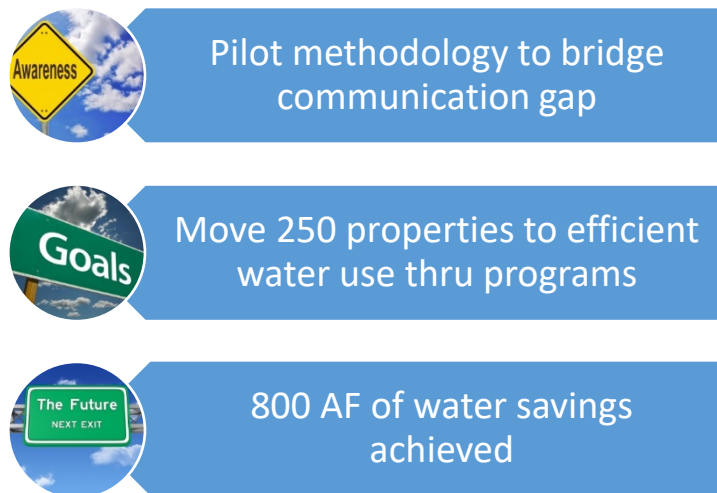 Awareness
Pilot methodology to bridge
communication gap
Goals
Move 250 properties to efficient
water use thru programs
The Future
NEXT EXIT
800 AF of water savings
achieved